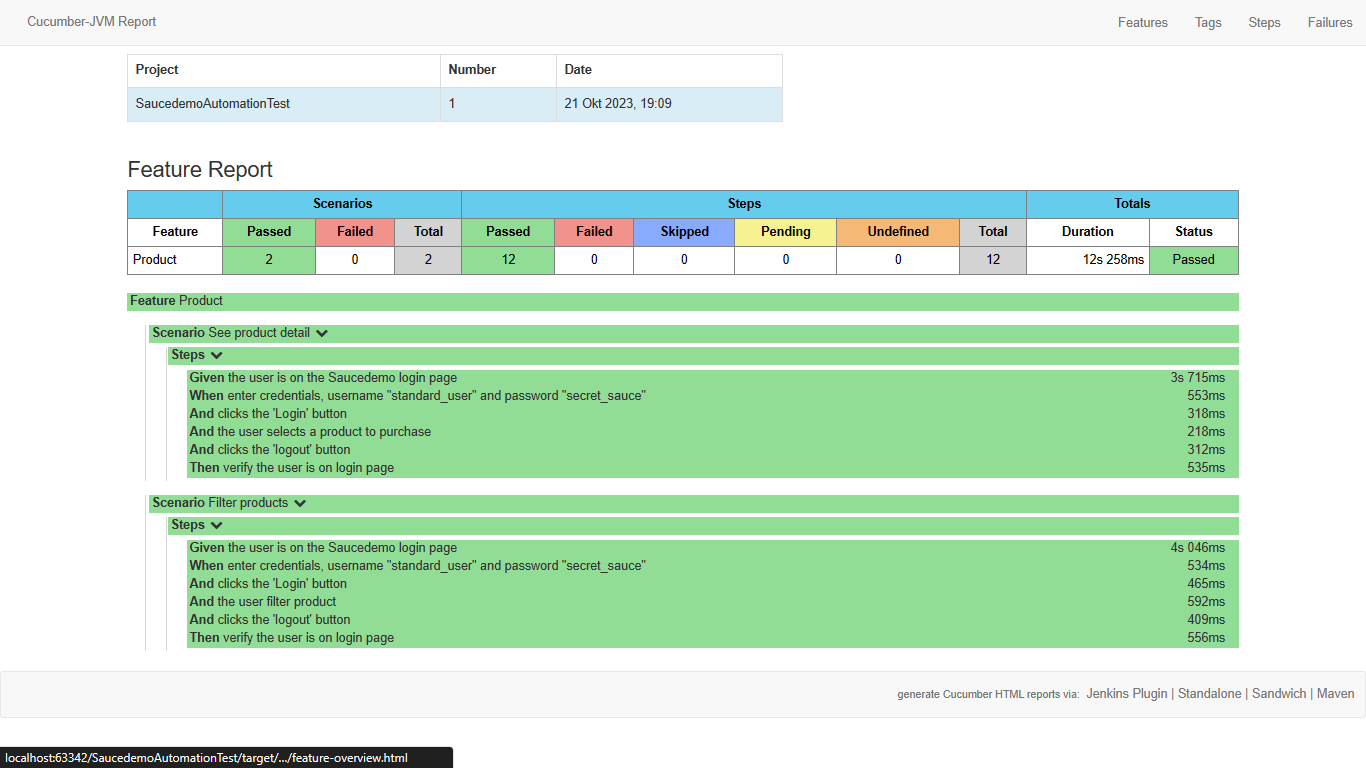 Cucumber-JVM Report Features Tags Steps Failures
Project Number Date
SaucedemoAutomationTest 1 21 Okt 2023, 19:09
Feature Report
Scenarios Steps Totals
Feature Passed Failed Total Passed Failed Skipped Pending Undefined Total Duration Status
Product 2 0 2 12 0 0 0 0 12 12s 258ms Passed
Feature Product
Scenario See product detail
Steps
Given the user is on the Saucedemo login page 3s 715ms
When enter credentials, username "standard_user" and password "secret_sauce" 553ms
And clicks the 'Login' button 318ms
And the user selects a product to purchase 218ms
And clicks the 'logout' button 312ms
Then verify the user is on login page 535ms
Scenario Filter products
Steps
Given the user is on the Saucedemo login page 4s 046ms
When enter credentials, username "standard_user" and password "secret_sauce" 534ms
And clicks the 'Login' button 465ms
And the user filter product 592ms
And clicks the 'logout' button 409ms
Then verify the user is on login page 556ms
generate Cucumber HTML reports via: Jenkins Plugin | Standalone | Sandwich | Maven
localhost:63342/SaucedemoAutomationTest/target/.../feature-overview.html